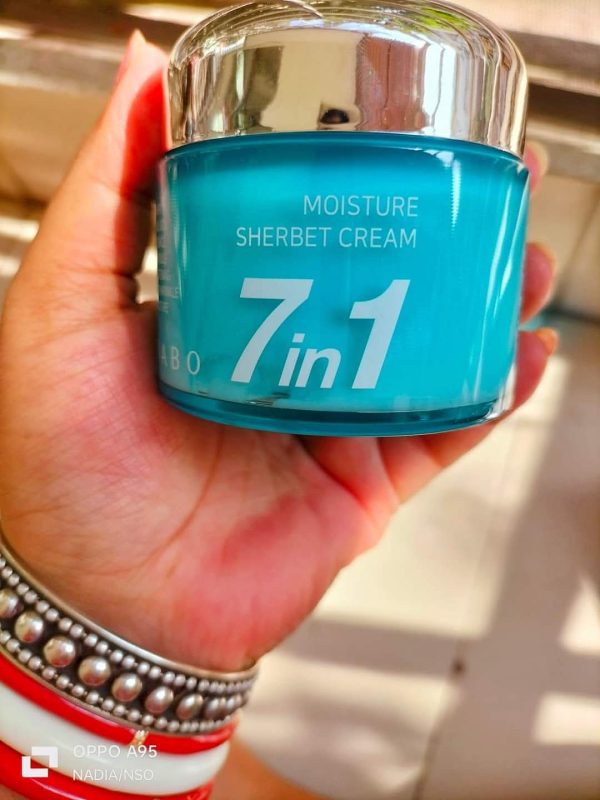 MOISTURE
SHERBET CREAM
7in1
ABO
OPPO A95
NADIA/NSO